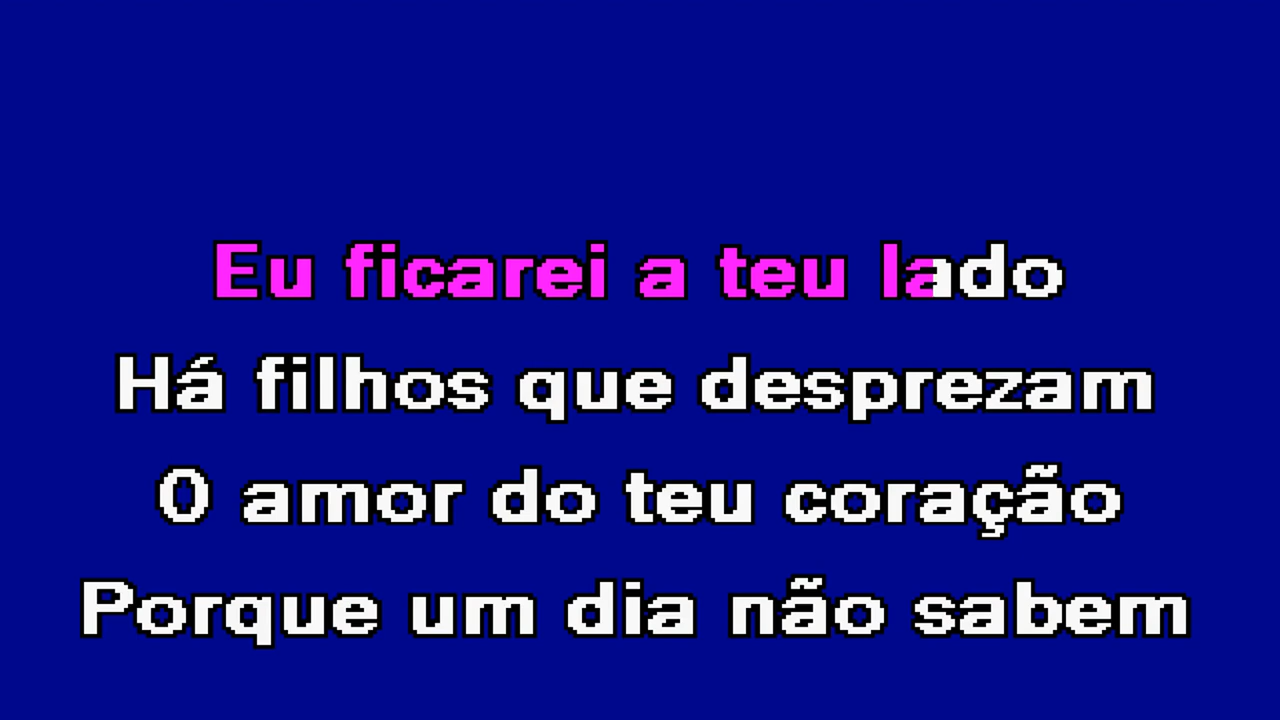 Eu ficarei a teu lado
Há filhos que desprezam
O amor do teu coração
Porque um dia não sabem